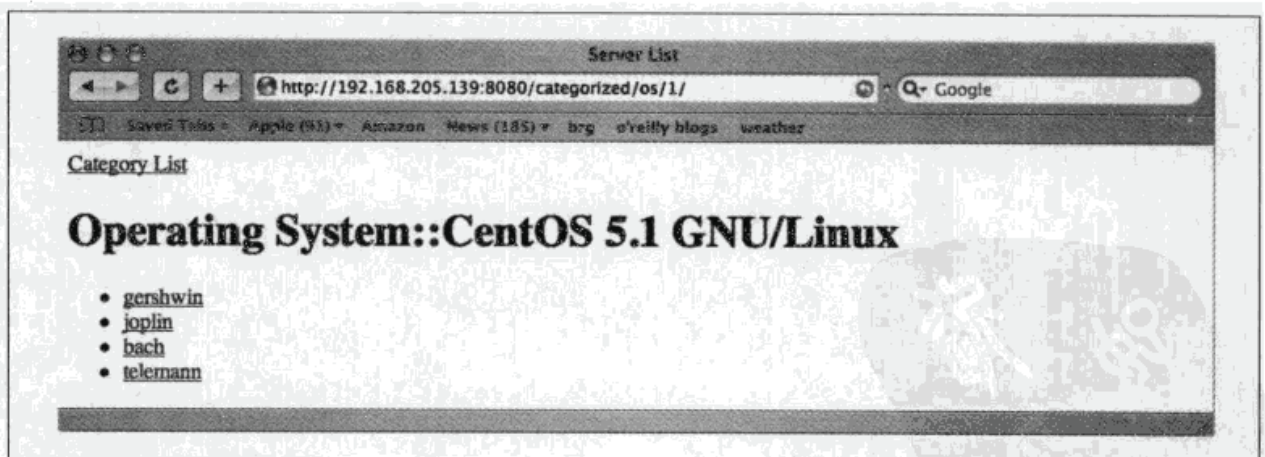 Server List
http://192.168.205.139:8080/categorized/os/1/
Google
Saved Tabs Apple (93) Amazon News (185) brg o'reilly blogs weather
Category List
Operating System::CentOS 5.1 GNU/Linux
gershwin
joplin
bach
telemann